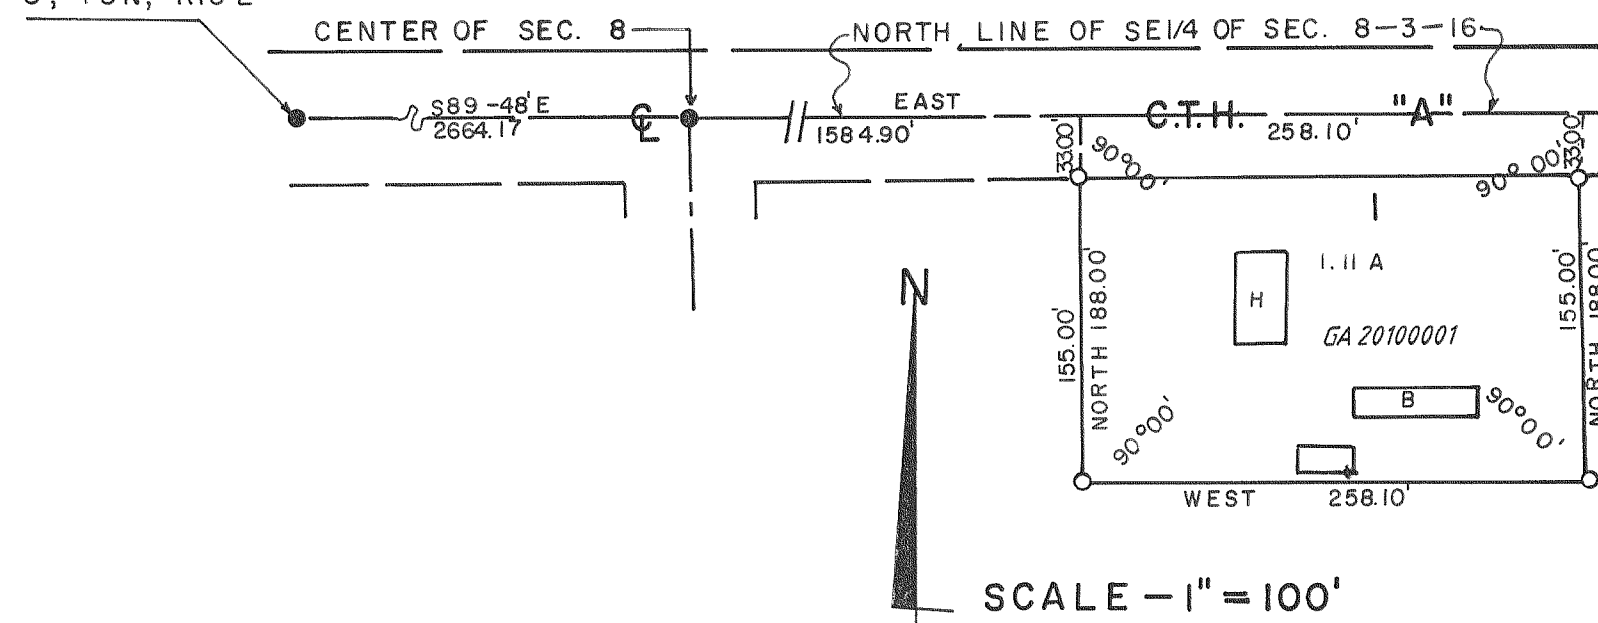 CENTER OF SEC. 8
NORTH LINE OF SE1/4 OF SEC. 8-3-16
S89-48'E
2664.17
℄
EAST
1584.90'
C.T.H. "A"
258.10'
33.00'
33.00'
90°00'
90° 00'
1
1.11 A
H
GA 20100001
B
155.00'
NORTH 188.00'
155.00'
NORTH 188.00'
90°00'
90°00'
WEST 258.10'
N
SCALE - 1" = 100'